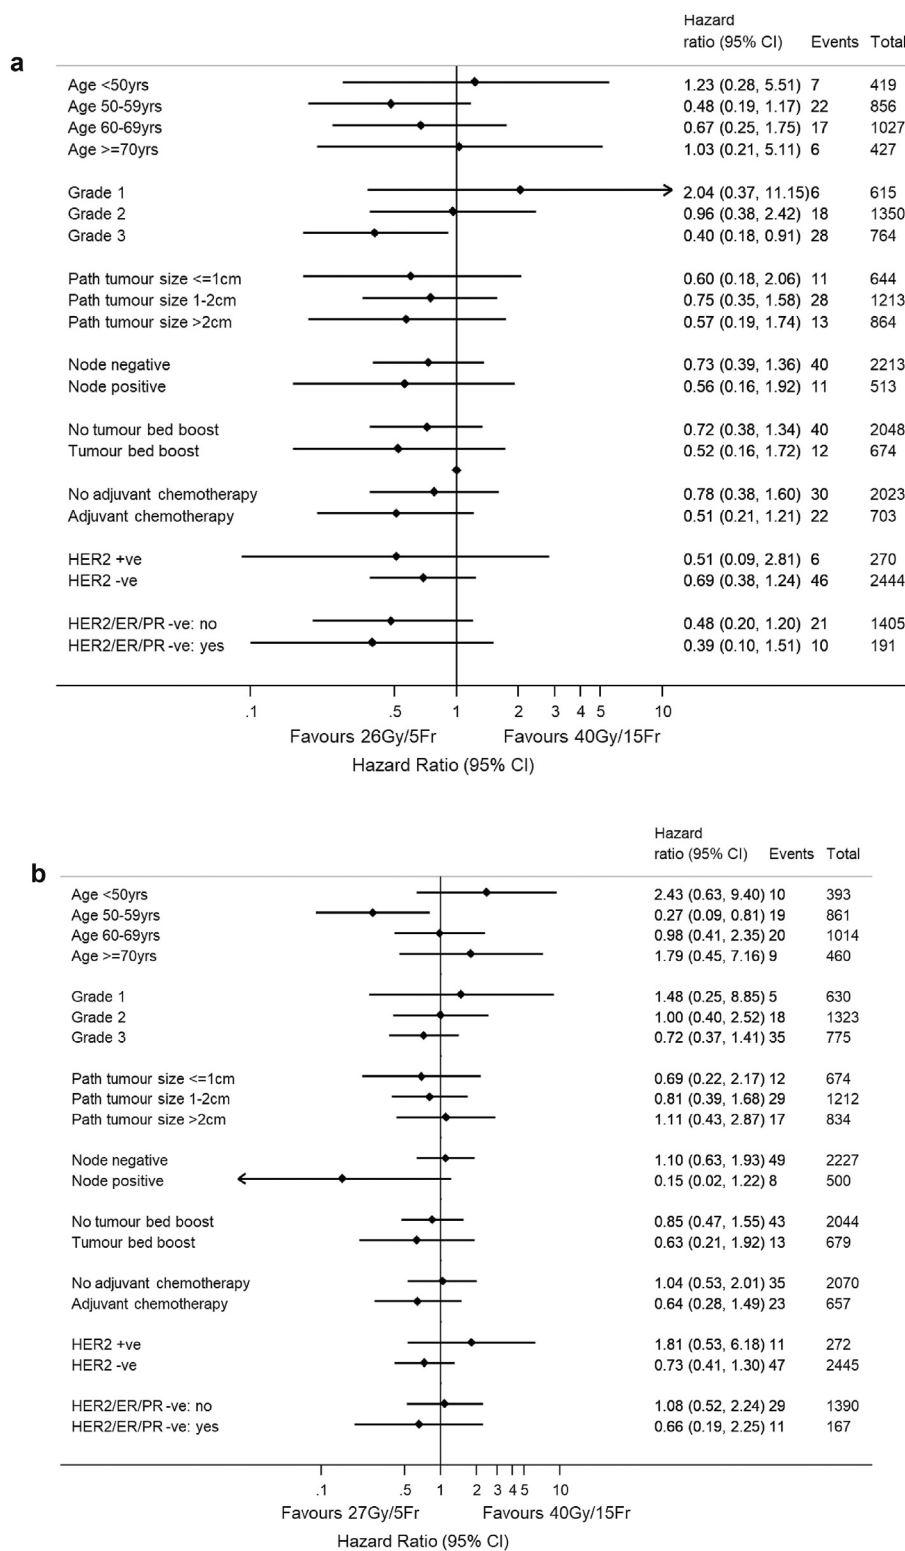 Hazard
ratio (95% CI) Events Total
a
Age <50yrs 1.23 (0.28, 5.51) 7 419
Age 50-59yrs 0.48 (0.19, 1.17) 22 856
Age 60-69yrs 0.67 (0.25, 1.75) 17 1027
Age >=70yrs 1.03 (0.21, 5.11) 6 427
Grade 1 2.04 (0.37, 11.15) 6 615
Grade 2 0.96 (0.38, 2.42) 18 1350
Grade 3 0.40 (0.18, 0.91) 28 764
Path tumour size <=1cm 0.60 (0.18, 2.06) 11 644
Path tumour size 1-2cm 0.75 (0.35, 1.58) 28 1213
Path tumour size >2cm 0.57 (0.19, 1.74) 13 864
Node negative 0.73 (0.39, 1.36) 40 2213
Node positive 0.56 (0.16, 1.92) 11 513
No tumour bed boost 0.72 (0.38, 1.34) 40 2048
Tumour bed boost 0.52 (0.16, 1.72) 12 674
No adjuvant chemotherapy 0.78 (0.38, 1.60) 30 2023
Adjuvant chemotherapy 0.51 (0.21, 1.21) 22 703
HER2 +ve 0.51 (0.09, 2.81) 6 270
HER2 -ve 0.69 (0.38, 1.24) 46 2444
HER2/ER/PR -ve: no 0.48 (0.20, 1.20) 21 1405
HER2/ER/PR -ve: yes 0.39 (0.10, 1.51) 10 191
.1 .5 1 2 3 4 5 10
Favours 26Gy/5Fr Favours 40Gy/15Fr
Hazard Ratio (95% CI)
Hazard
ratio (95% CI) Events Total
b
Age <50yrs 2.43 (0.63, 9.40) 10 393
Age 50-59yrs 0.27 (0.09, 0.81) 19 861
Age 60-69yrs 0.98 (0.41, 2.35) 20 1014
Age >=70yrs 1.79 (0.45, 7.16) 9 460
Grade 1 1.48 (0.25, 8.85) 5 630
Grade 2 1.00 (0.40, 2.52) 18 1323
Grade 3 0.72 (0.37, 1.41) 35 775
Path tumour size <=1cm 0.69 (0.22, 2.17) 12 674
Path tumour size 1-2cm 0.81 (0.39, 1.68) 29 1212
Path tumour size >2cm 1.11 (0.43, 2.87) 17 834
Node negative 1.10 (0.63, 1.93) 49 2227
Node positive 0.15 (0.02, 1.22) 8 500
No tumour bed boost 0.85 (0.47, 1.55) 43 2044
Tumour bed boost 0.63 (0.21, 1.92) 13 679
No adjuvant chemotherapy 1.04 (0.53, 2.01) 35 2070
Adjuvant chemotherapy 0.64 (0.28, 1.49) 23 657
HER2 +ve 1.81 (0.53, 6.18) 11 272
HER2 -ve 0.73 (0.41, 1.30) 47 2445
HER2/ER/PR -ve: no 1.08 (0.52, 2.24) 29 1390
HER2/ER/PR -ve: yes 0.66 (0.19, 2.25) 11 167
.1 .5 1 2 3 4 5 10
Favours 27Gy/5Fr Favours 40Gy/15Fr
Hazard Ratio (95% CI)